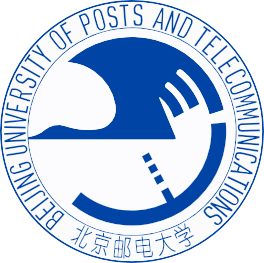 BEIJING UNIVERSITY OF POSTS AND TELECOMMUNICATIONS
北京邮电大学